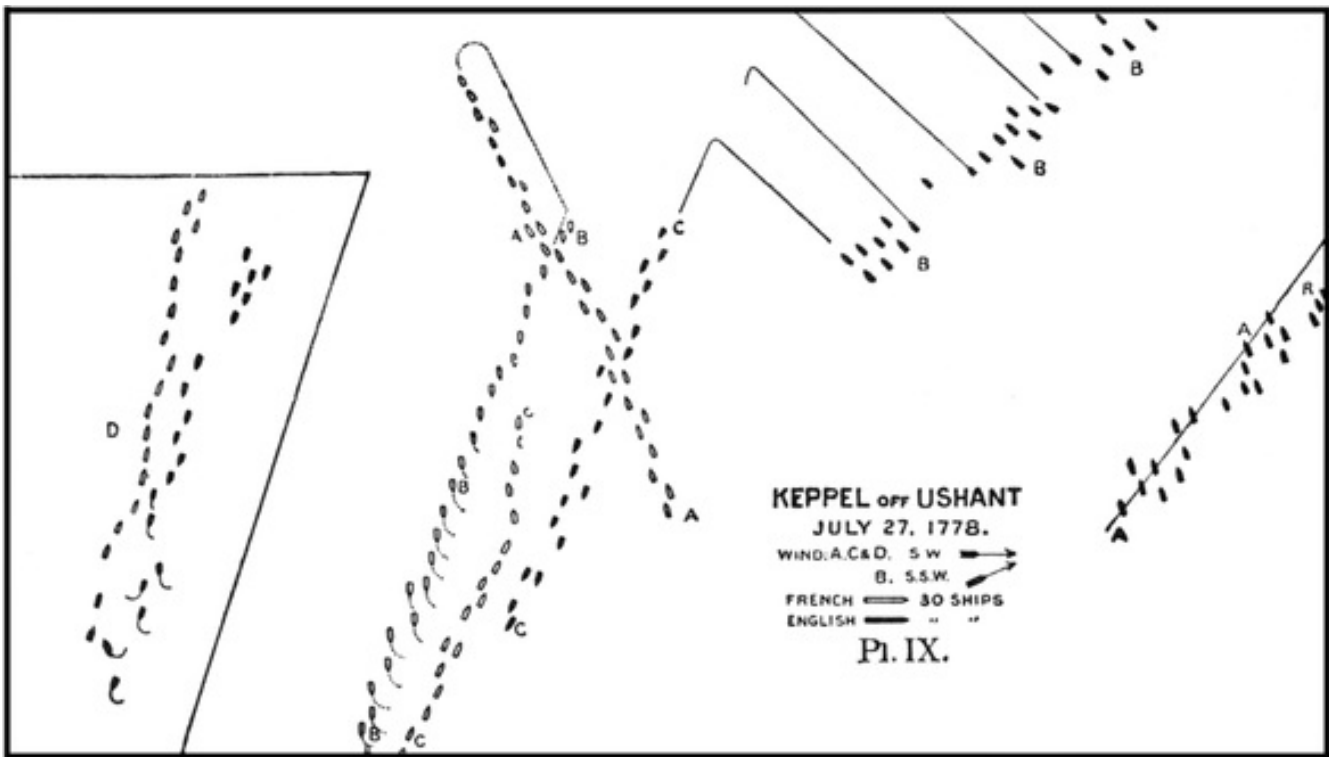 B
B
A
B
C
B
R
A
D
C
B
A
A
C
B
C
KEPPEL OFF USHANT
JULY 27, 1778.
WIND: A, C & D. S W
B. S.S.W.
FRENCH 30 SHIPS
ENGLISH " "
Pl. IX.